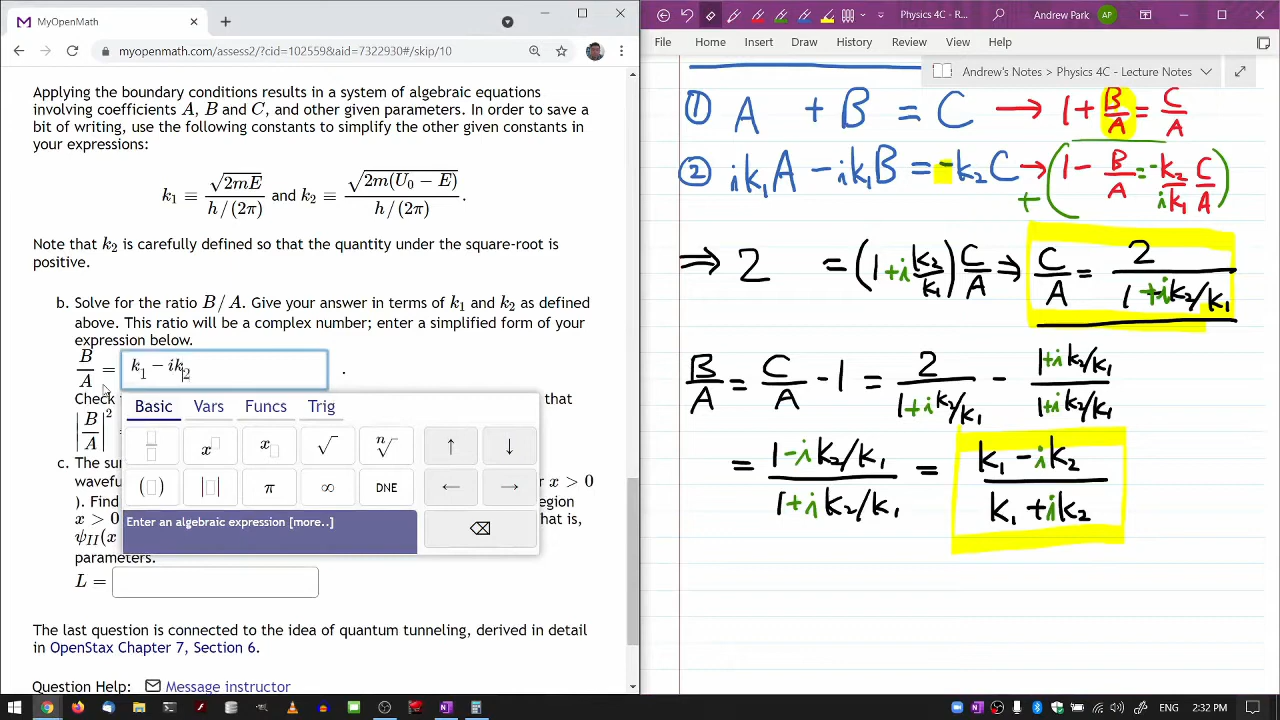 MyOpenMath
myopenmath.com/assess2/?cid=102559&aid=7322930#/skip/10
Applying the boundary conditions results in a system of algebraic equations
involving coefficients A, B and C, and other given parameters. In order to save a
bit of writing, use the following constants to simplify the other given constants in
your expressions:
k₁ ≡ √(2mE) / (h/(2π)) and k₂ ≡ √(2m(U₀ − E)) / (h/(2π)).
Note that k₂ is carefully defined so that the quantity under the square-root is
positive.
b. Solve for the ratio B/A. Give your answer in terms of k₁ and k₂ as defined
above. This ratio will be a complex number; enter a simplified form of your
expression below.
B/A = k₁ − ik₂ .
Check
that
|B/A|² =
Basic Vars Funcs Trig
√ ⁿ√ ↑ ↓
(□) |□| π ∞ DNE ← →
Enter an algebraic expression [more..]
c. The sur
wavefu
r x > 0
). Find
egion
x > 0
hat is,
ψII(x
parameters.
L =
The last question is connected to the idea of quantum tunneling, derived in detail
in OpenStax Chapter 7, Section 6.
Question Help: Message instructor
Physics 4C - R... Andrew Park AP
File Home Insert Draw History Review View Help
Andrew's Notes > Physics 4C - Lecture Notes
① A + B = C → 1 + B/A = C/A
② ik₁A − ik₁B = −k₂C → (1 − B/A = −k₂/ik₁ C/A)
+
⇒ 2 = (1 + i k₂/k₁) C/A ⇒ C/A = 2 / (1 + ik₂/k₁)
B/A = C/A − 1 = 2 / (1 + ik₂/k₁) − (1 + ik₂/k₁) / (1 + ik₂/k₁)
= (1 − ik₂/k₁) / (1 + ik₂/k₁) = (k₁ − ik₂) / (k₁ + ik₂)
2:32 PM